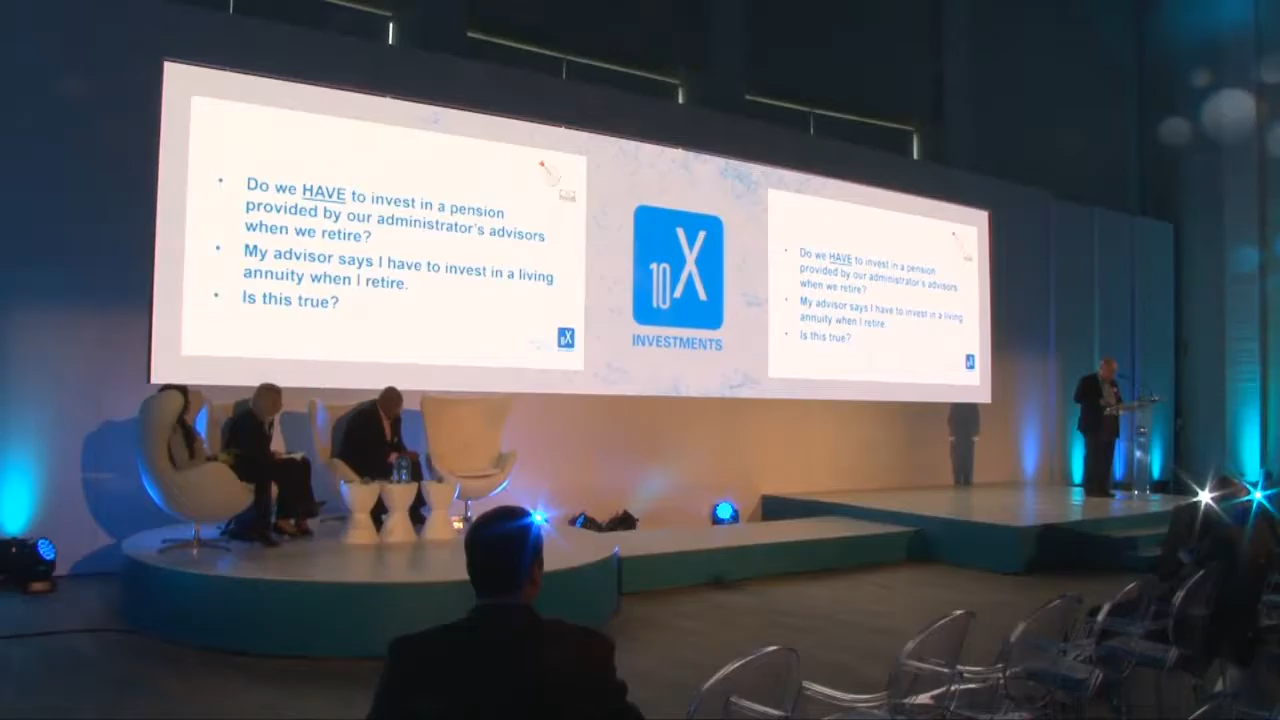 • Do we HAVE to invest in a pension
provided by our administrator's advisors
when we retire?
• My advisor says I have to invest in a living
annuity when I retire.
• Is this true?
10X
INVESTMENTS
• Do we HAVE to invest in a pension
provided by our administrator's advisors
when we retire?
• My advisor says I have to invest in a living
annuity when I retire.
• Is this true?